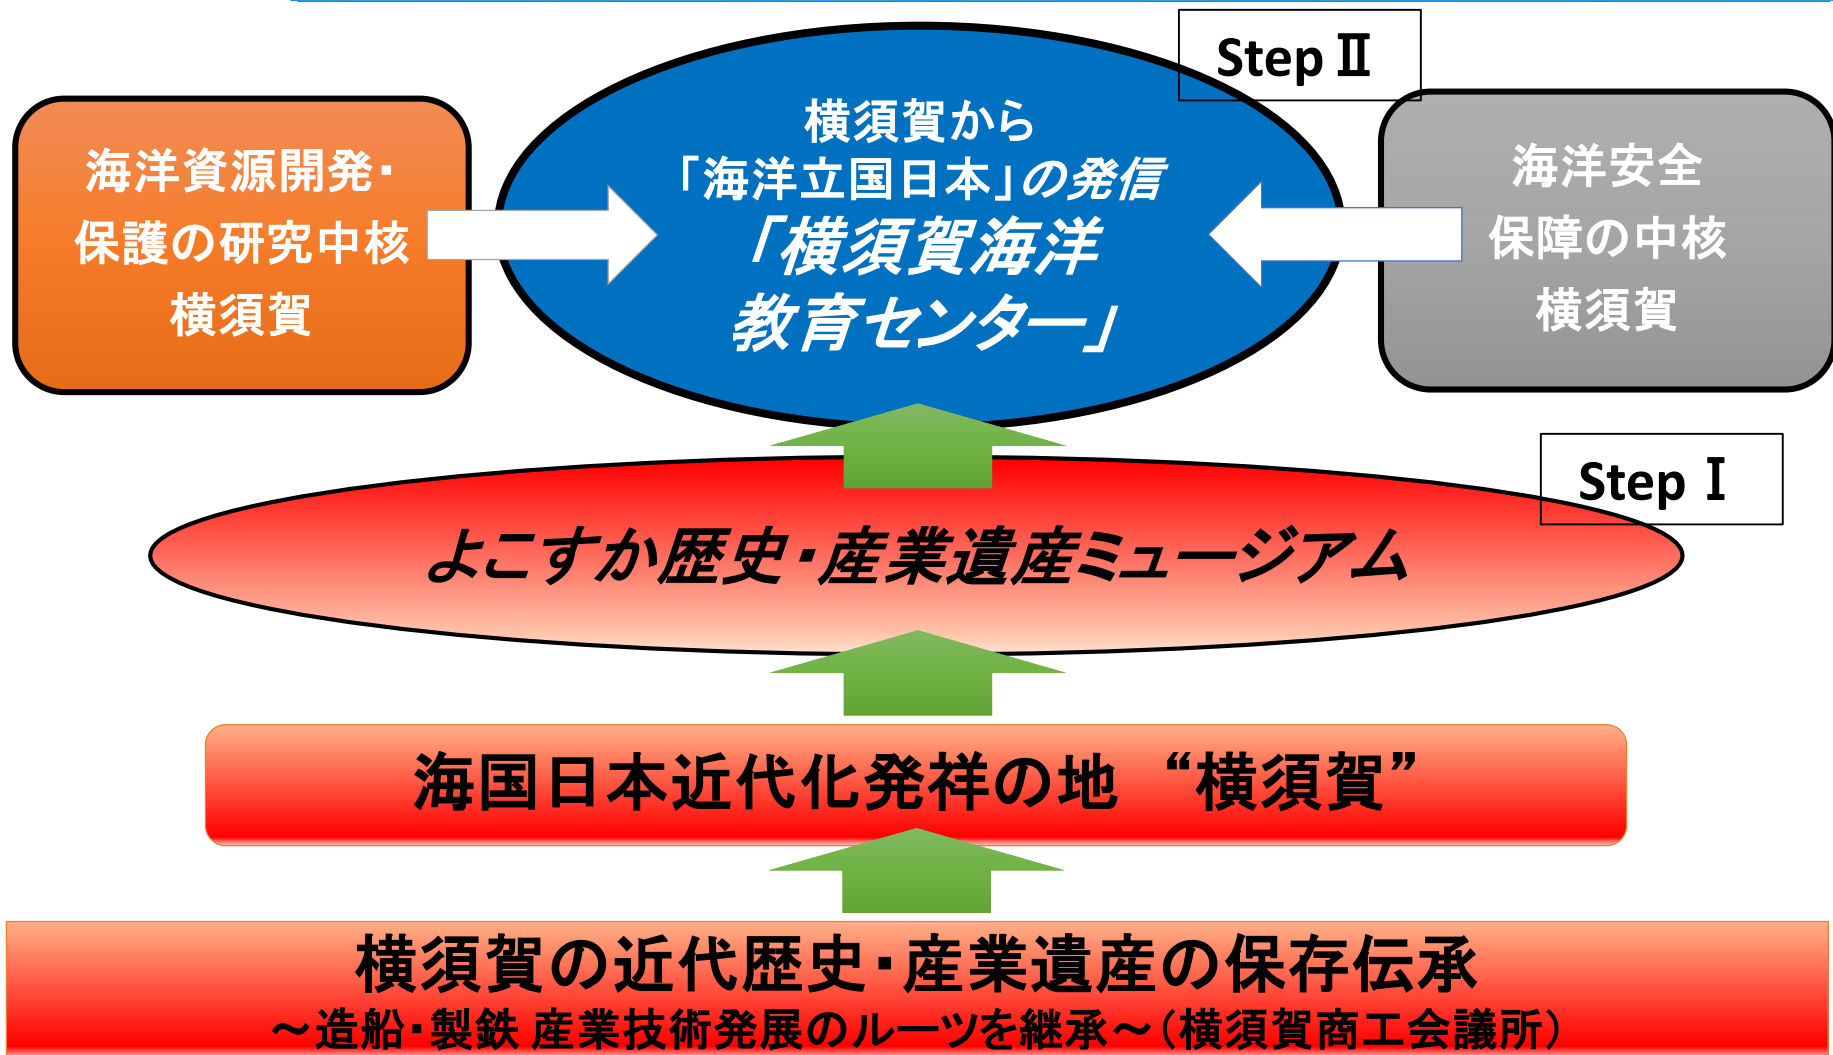 Step Ⅱ
海洋資源開発・
保護の研究中核
横須賀
横須賀から
「海洋立国日本」の発信
「横須賀海洋
教育センター」
海洋安全
保障の中核
横須賀
Step Ⅰ
よこすか歴史・産業遺産ミュージアム
海国日本近代化発祥の地 “横須賀”
横須賀の近代歴史・産業遺産の保存伝承
～造船・製鉄 産業技術発展のルーツを継承～（横須賀商工会議所）